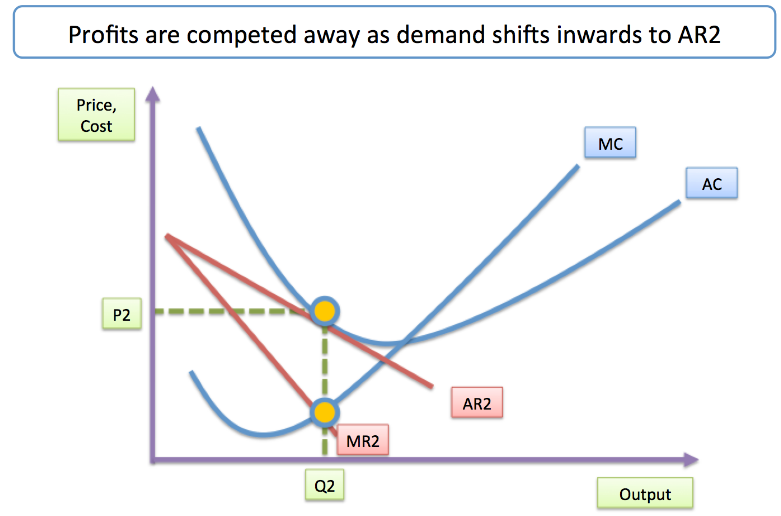 Profits are competed away as demand shifts inwards to AR2
Price,
Cost
MC
AC
P2
AR2
MR2
Q2
Output